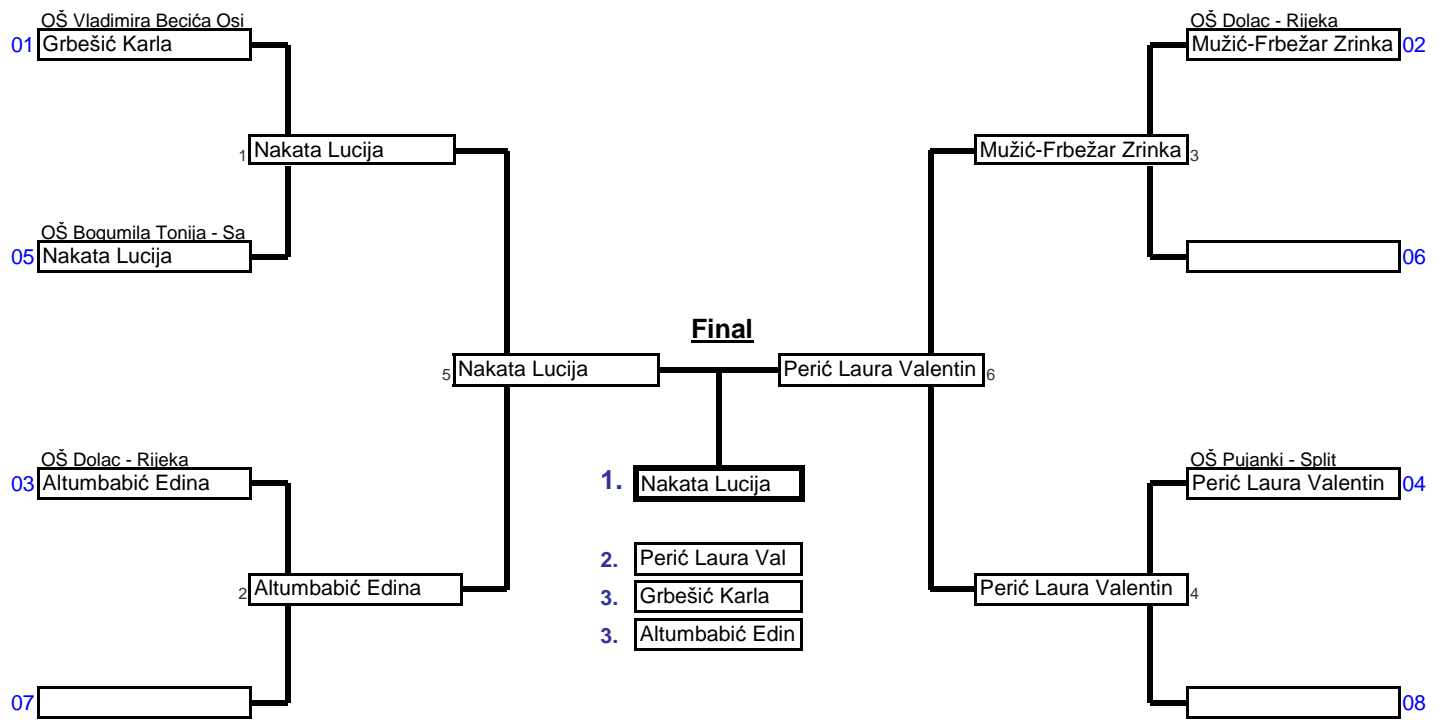 OŠ Vladimira Becića Osi
01 Grbešić Karla
OŠ Dolac - Rijeka
Mužić-Frbežar Zrinka 02
1 Nakata Lucija
Mužić-Frbežar Zrinka 3
OŠ Bogumila Tonija - Sa
05 Nakata Lucija
06
Final
5 Nakata Lucija
Perić Laura Valentin 6
OŠ Dolac - Rijeka
03 Altumbabić Edina
1. Nakata Lucija
OŠ Pujanki - Split
Perić Laura Valentin 04
2. Perić Laura Val
2 Altumbabić Edina
3. Grbešić Karla
Perić Laura Valentin 4
3. Altumbabić Edin
07
08